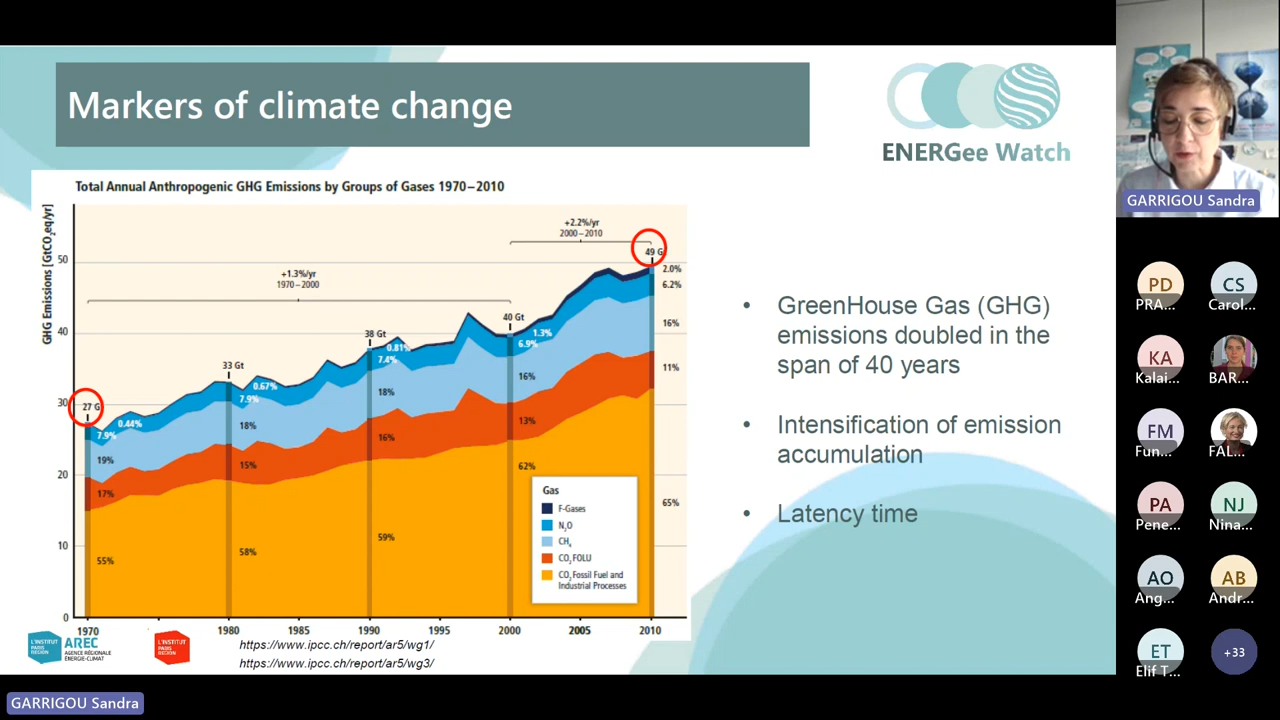 Markers of climate change
ENERGee Watch
Total Annual Anthropogenic GHG Emissions by Groups of Gases 1970–2010
GHG Emissions [GtCO2eq/yr]
50
40
30
20
10
0
+1.3%/yr
1970–2000
+2.2%/yr
2000–2010
27 G
33 Gt
38 Gt
40 Gt
49 G
7.9%
0.44%
19%
17%
55%
0.67%
7.9%
18%
15%
58%
0.81%
7.4%
18%
16%
59%
1.3%
6.9%
16%
13%
62%
2.0%
6.2%
16%
11%
65%
Gas
F-Gases
N2O
CH4
CO2 FOLU
CO2 Fossil Fuel and
Industrial Processes
1970
1980
1985
1990
1995
2000
2005
2010
L'INSTITUT
PARIS
REGION
AREC
AGENCE RÉGIONALE
ÉNERGIE-CLIMAT
L'INSTITUT
PARIS
REGION
https://www.ipcc.ch/report/ar5/wg1/
https://www.ipcc.ch/report/ar5/wg3/
• GreenHouse Gas (GHG)
emissions doubled in the
span of 40 years
• Intensification of emission
accumulation
• Latency time
GARRIGOU Sandra
PD
PRA...
CS
Carol...
KA
Kalai...
BAR...
FM
Fun...
FAL...
PA
Pene...
NJ
Nina...
AO
Ang...
AB
Andr...
ET
Elif T...
+33
GARRIGOU Sandra